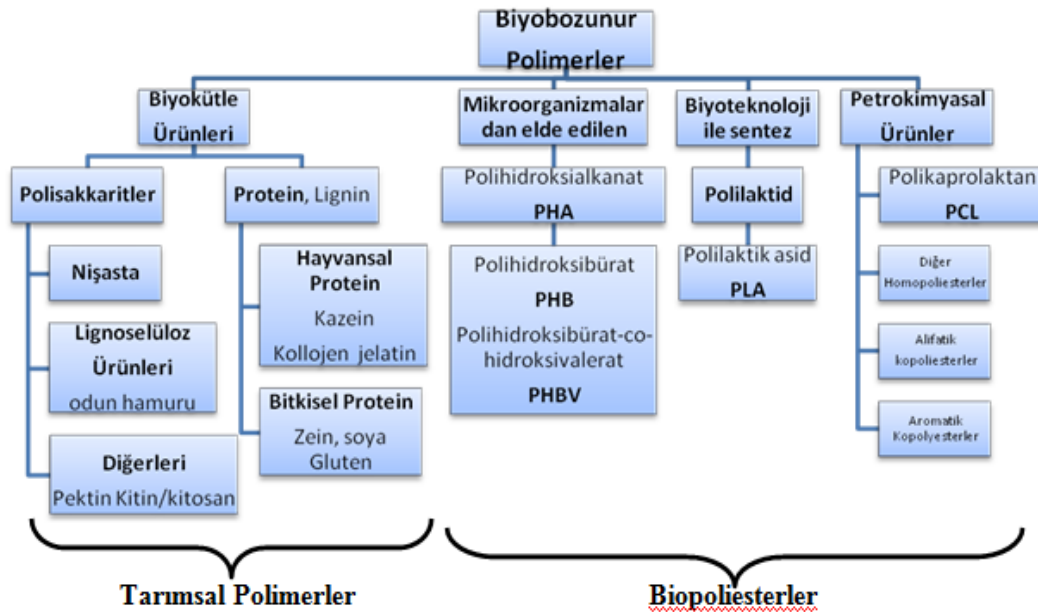 Biyobozunur
Polimerler
Biyokütle
Ürünleri
Polisakkaritler
Nişasta
Lignoselüloz
Ürünleri
odun hamuru
Diğerleri
Pektin Kitin/kitosan
Protein, Lignin
Hayvansal
Protein
Kazein
Kollojen jelatin
Bitkisel Protein
Zein, soya
Gluten
Mikroorganizmalar
dan elde edilen
Polihidroksialkanat
PHA
Polihidroksibürat
PHB
Polihidroksibürat-co-
hidroksivalerat
PHBV
Biyoteknoloji
ile sentez
Polilaktid
Polilaktik asid
PLA
Petrokimyasal
Ürünler
Polikaprolaktan
PCL
Diğer
Homopoliesterler
Alifatik
kopoliesterler
Aromatik
Kopolyesterler
Tarımsal Polimerler
Biopoliesterler